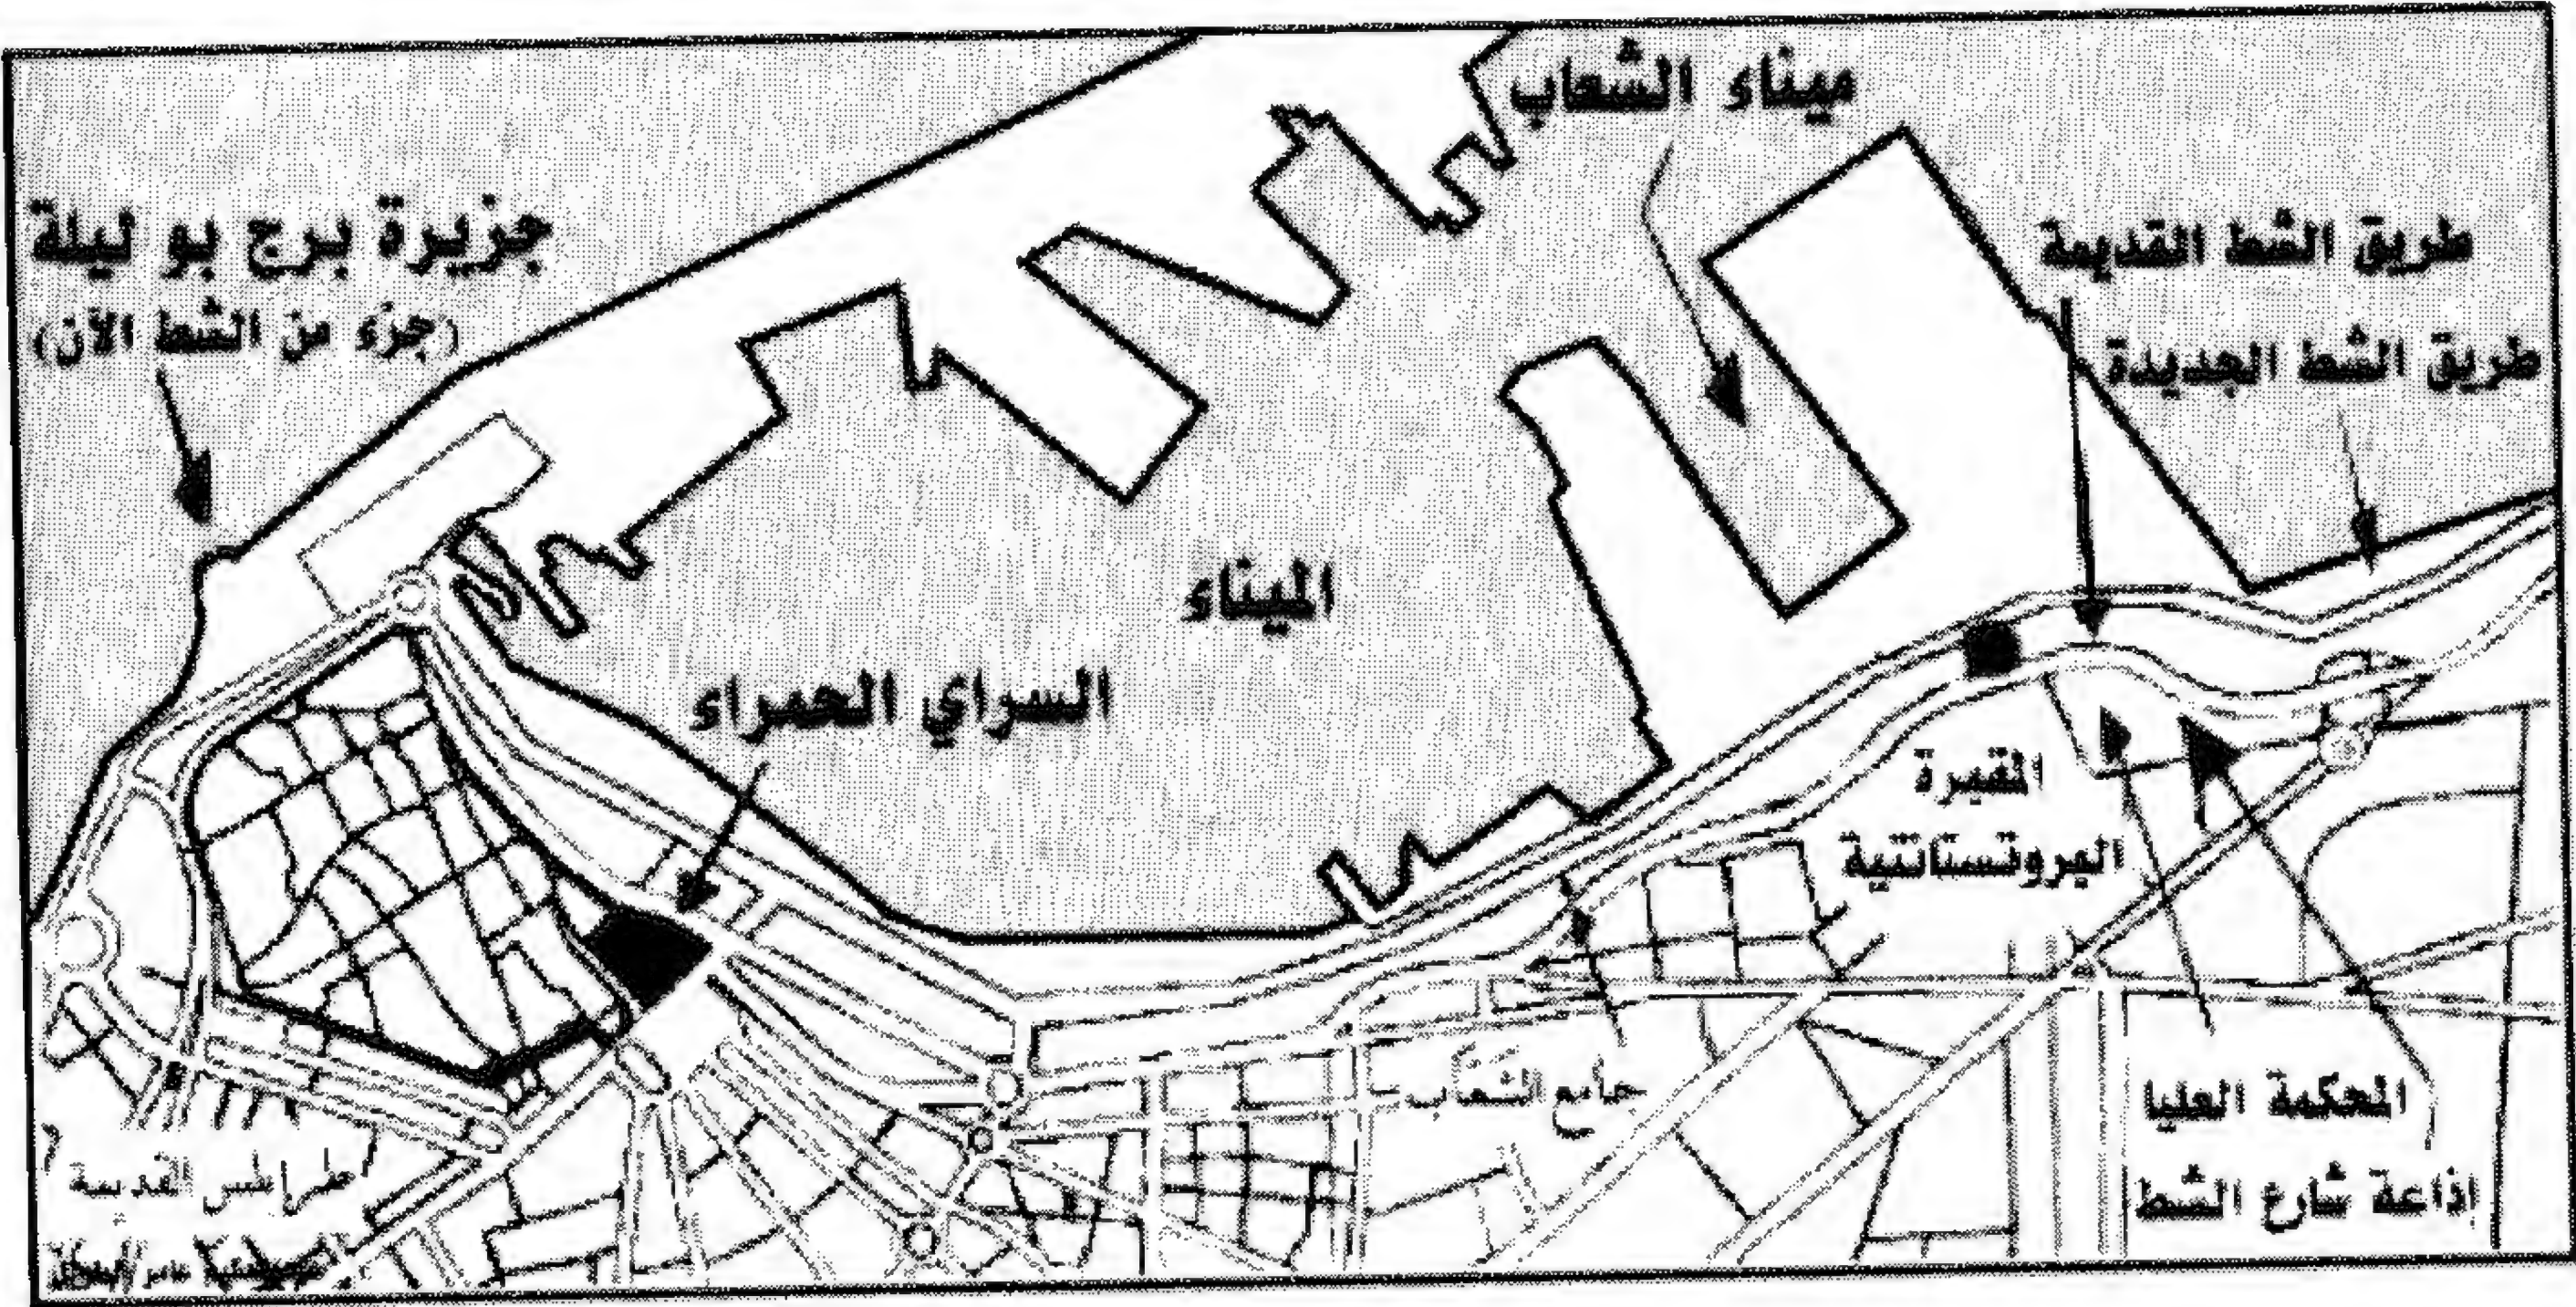 ميناء الشعاب
طريق الشط القديمة
طريق الشط الجديدة
جزيرة برج بو ليلة
(جزء من الشط الآن)
الميناء
السراي الحمراء
المقبرة
البروتستانتية
جامع الشعاب
المحكمة العليا
إذاعة شارع الشط
طرابلس القديمة